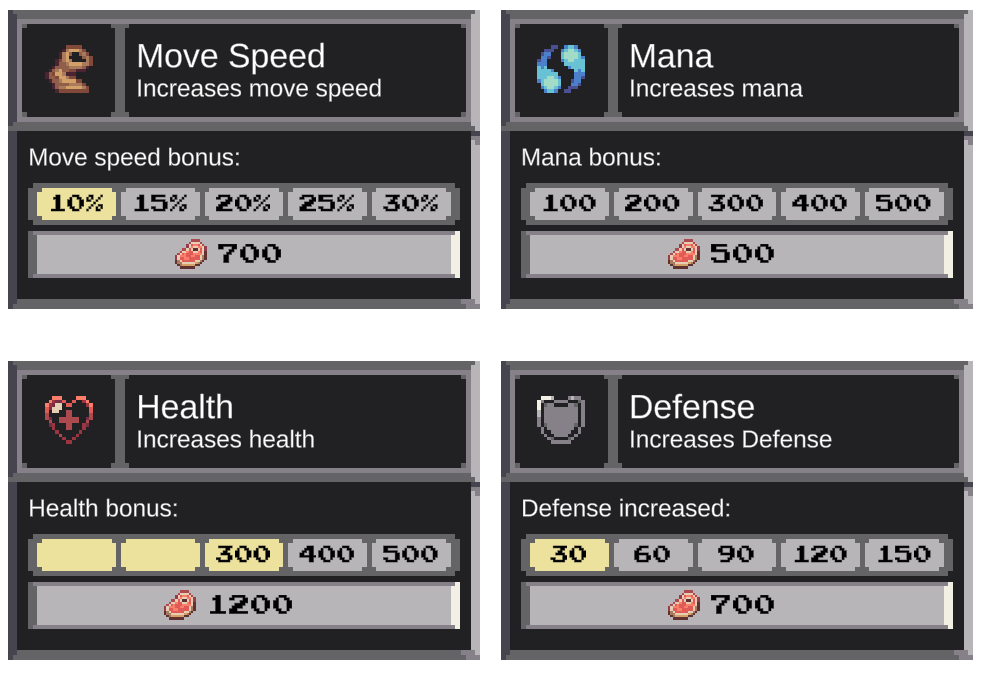 Move Speed
Increases move speed
Move speed bonus:
10% 15% 20% 25% 30%
700
Mana
Increases mana
Mana bonus:
100 200 300 400 500
500
Health
Increases health
Health bonus:
300 400 500
1200
Defense
Increases Defense
Defense increased:
30 60 90 120 150
700